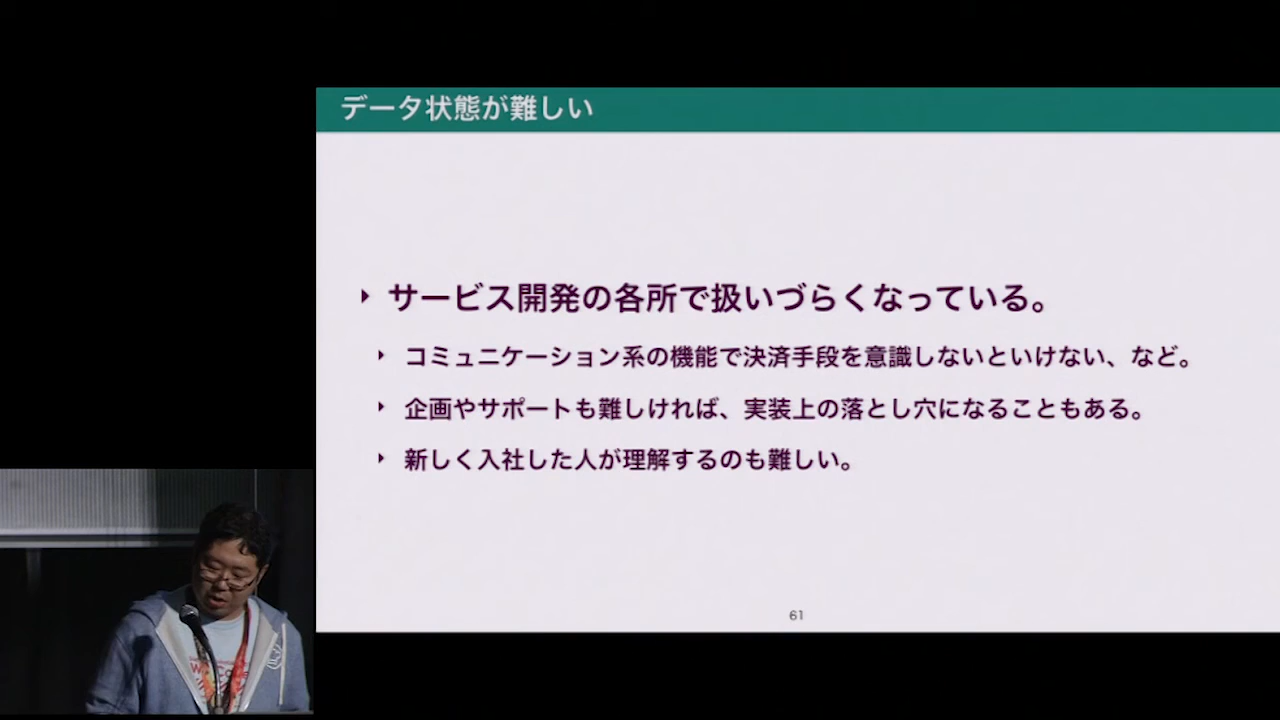 データ状態が難しい
サービス開発の各所で扱いづらくなっている。
コミュニケーション系の機能で決済手段を意識しないといけない、など。
企画やサポートも難しければ、実装上の落とし穴になることもある。
新しく入社した人が理解するのも難しい。
61